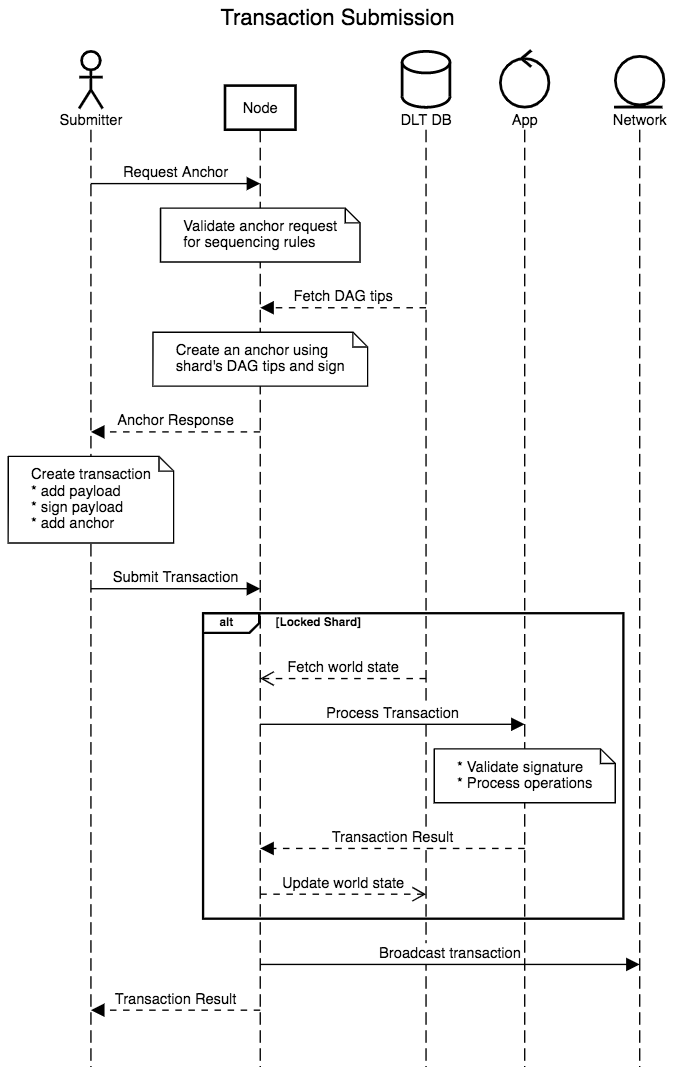 Transaction Submission
Submitter
Node
DLT DB
App
Network
Request Anchor
Validate anchor request
for sequencing rules
Fetch DAG tips
Create an anchor using
shard's DAG tips and sign
Anchor Response
Create transaction
* add payload
* sign payload
* add anchor
Submit Transaction
alt
[Locked Shard]
Fetch world state
Process Transaction
* Validate signature
* Process operations
Transaction Result
Update world state
Broadcast transaction
Transaction Result